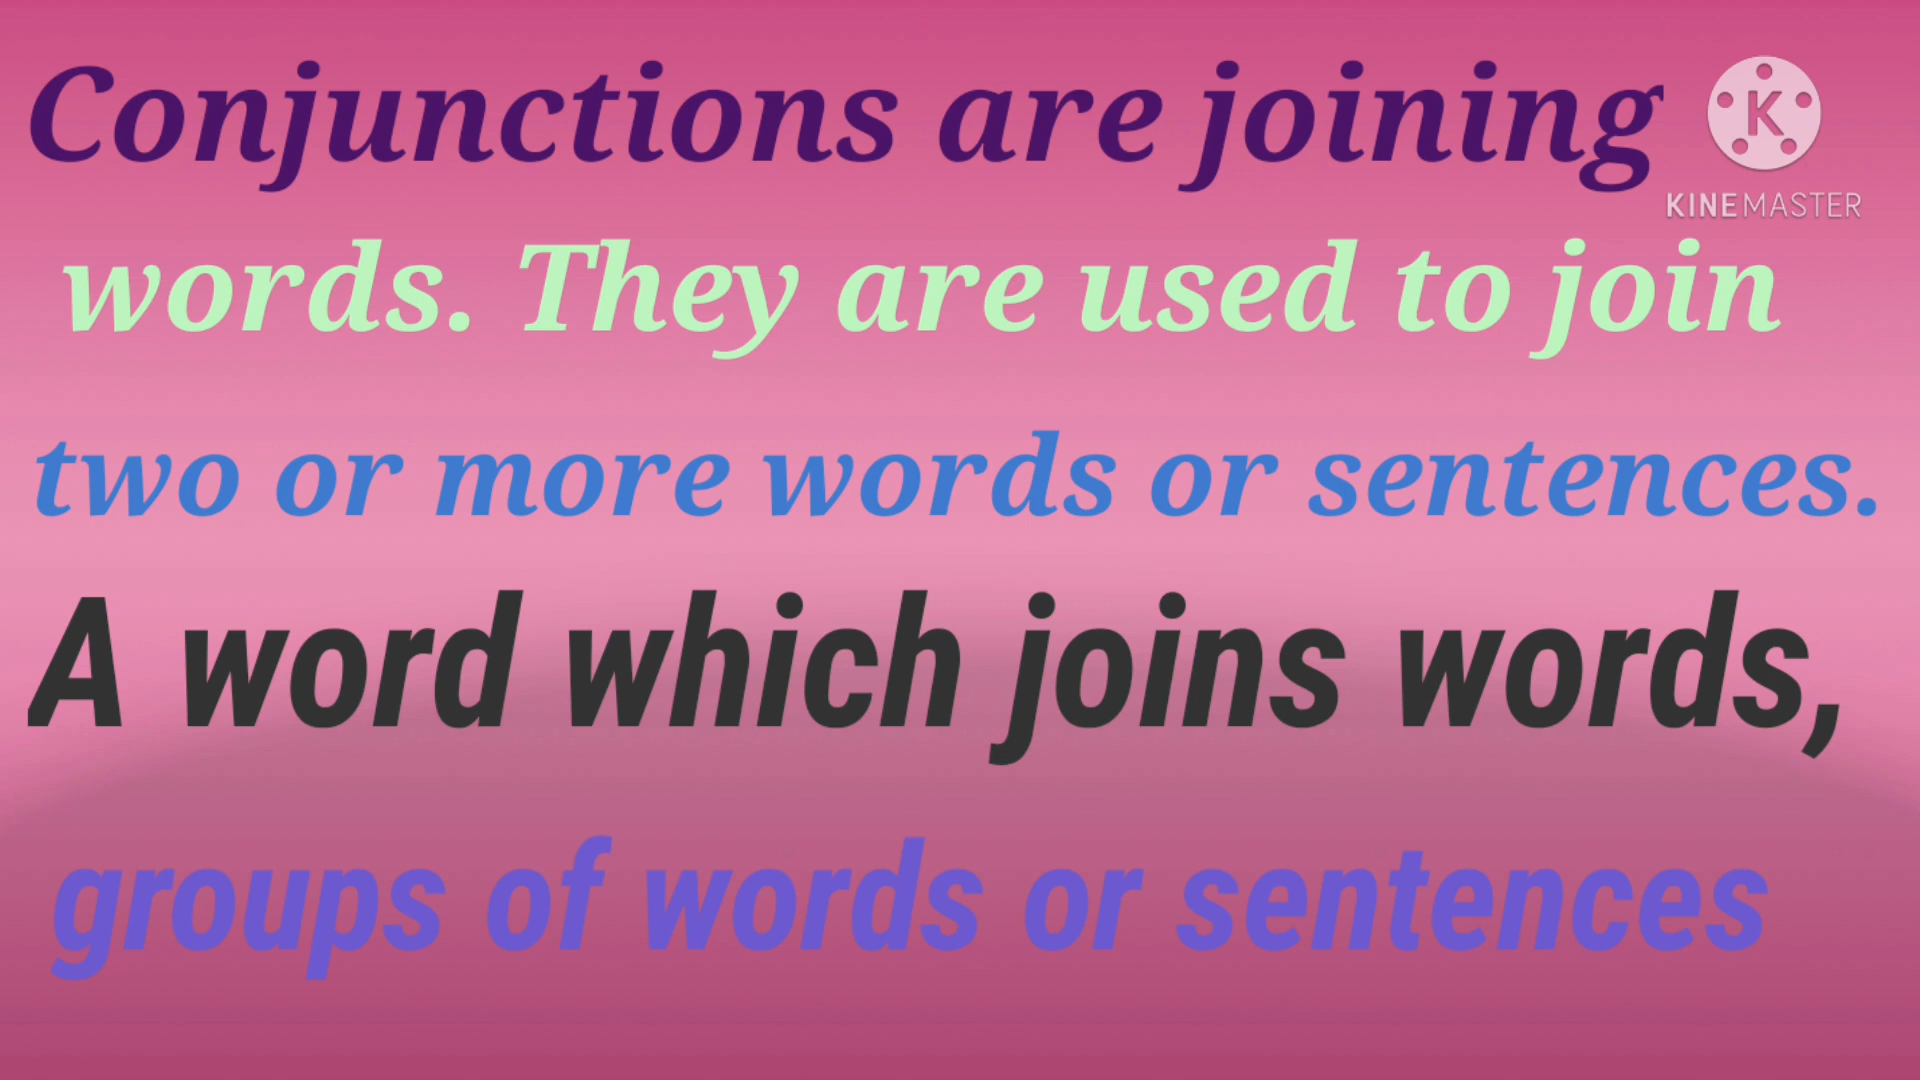 Conjunctions are joining
K
KINEMASTER
words. They are used to join
two or more words or sentences.
A word which joins words,
groups of words or sentences